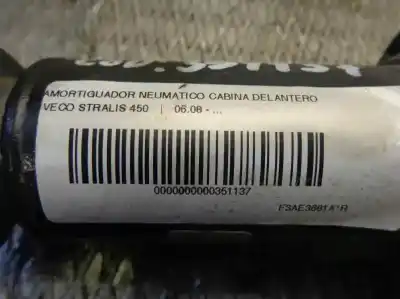 AMORTIGUADOR NEUMATICO CABINA DELANTERO
VECO STRALIS 450 | 06.08 - ...
0000000000351137